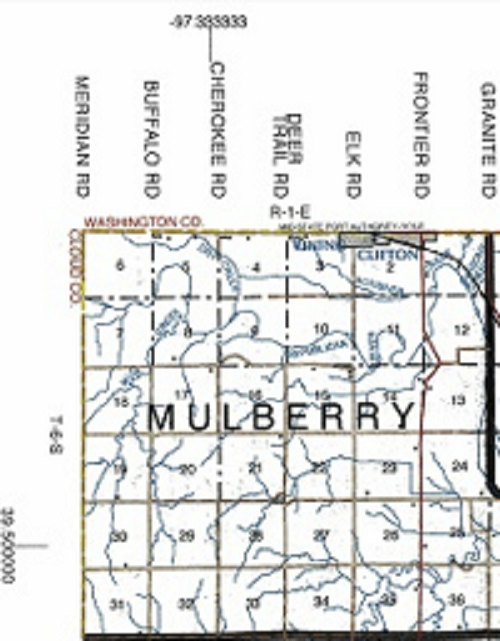 -97 333333
MERIDIAN RD
BUFFALO RD
CHEROKEE RD
DEER
TRAIL RD
ELK RD
FRONTIER RD
GRANITE RD
R-1-E
WASHINGTON CO.
CLOUD CO.
CLIFTON
6 5 4 3 2
7 8 9 10 11 12
REPUBLICAN
18 17 16 15 14 13
MULBERRY
T-6-S
19 20 21 22 23 24
39 500000
30 29 28 27 26 25
31 32 33 34 35 36